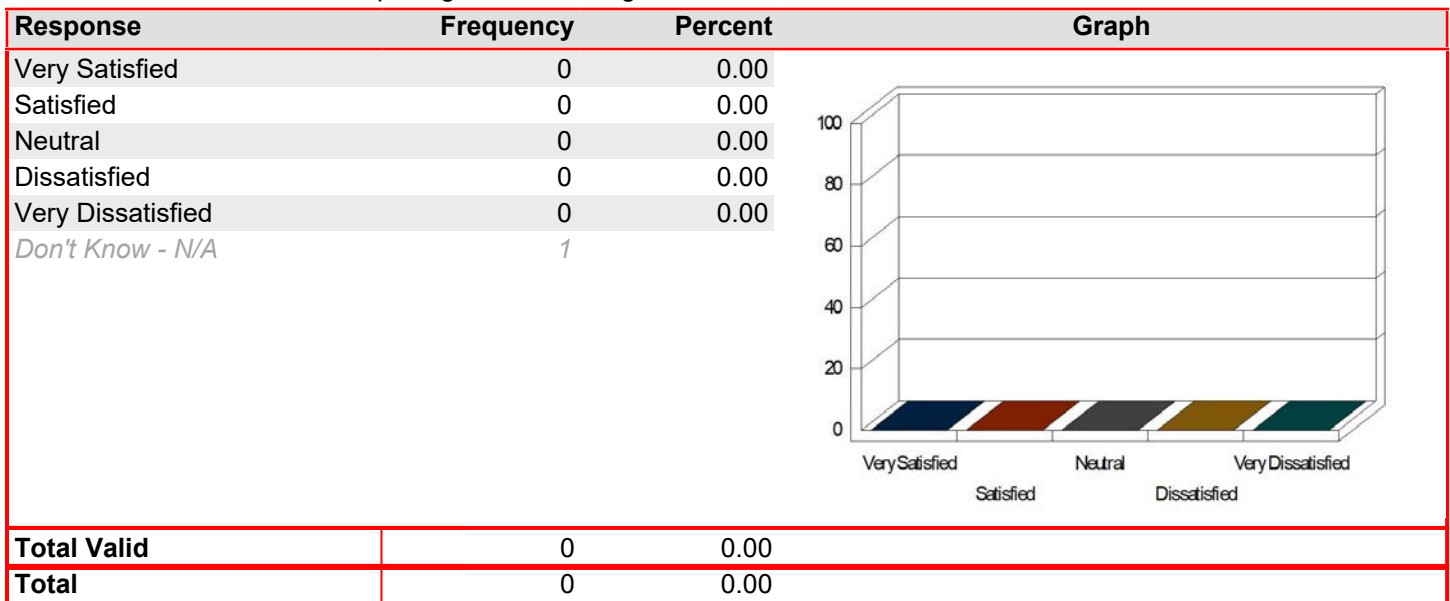 Response Frequency Percent Graph
Very Satisfied 0 0.00
Satisfied 0 0.00
Neutral 0 0.00
Dissatisfied 0 0.00
Very Dissatisfied 0 0.00
Don't Know - N/A 1
100
80
60
40
20
0
Very Satisfied Neutral Very Dissatisfied
Satisfied Dissatisfied
Total Valid 0 0.00
Total 0 0.00